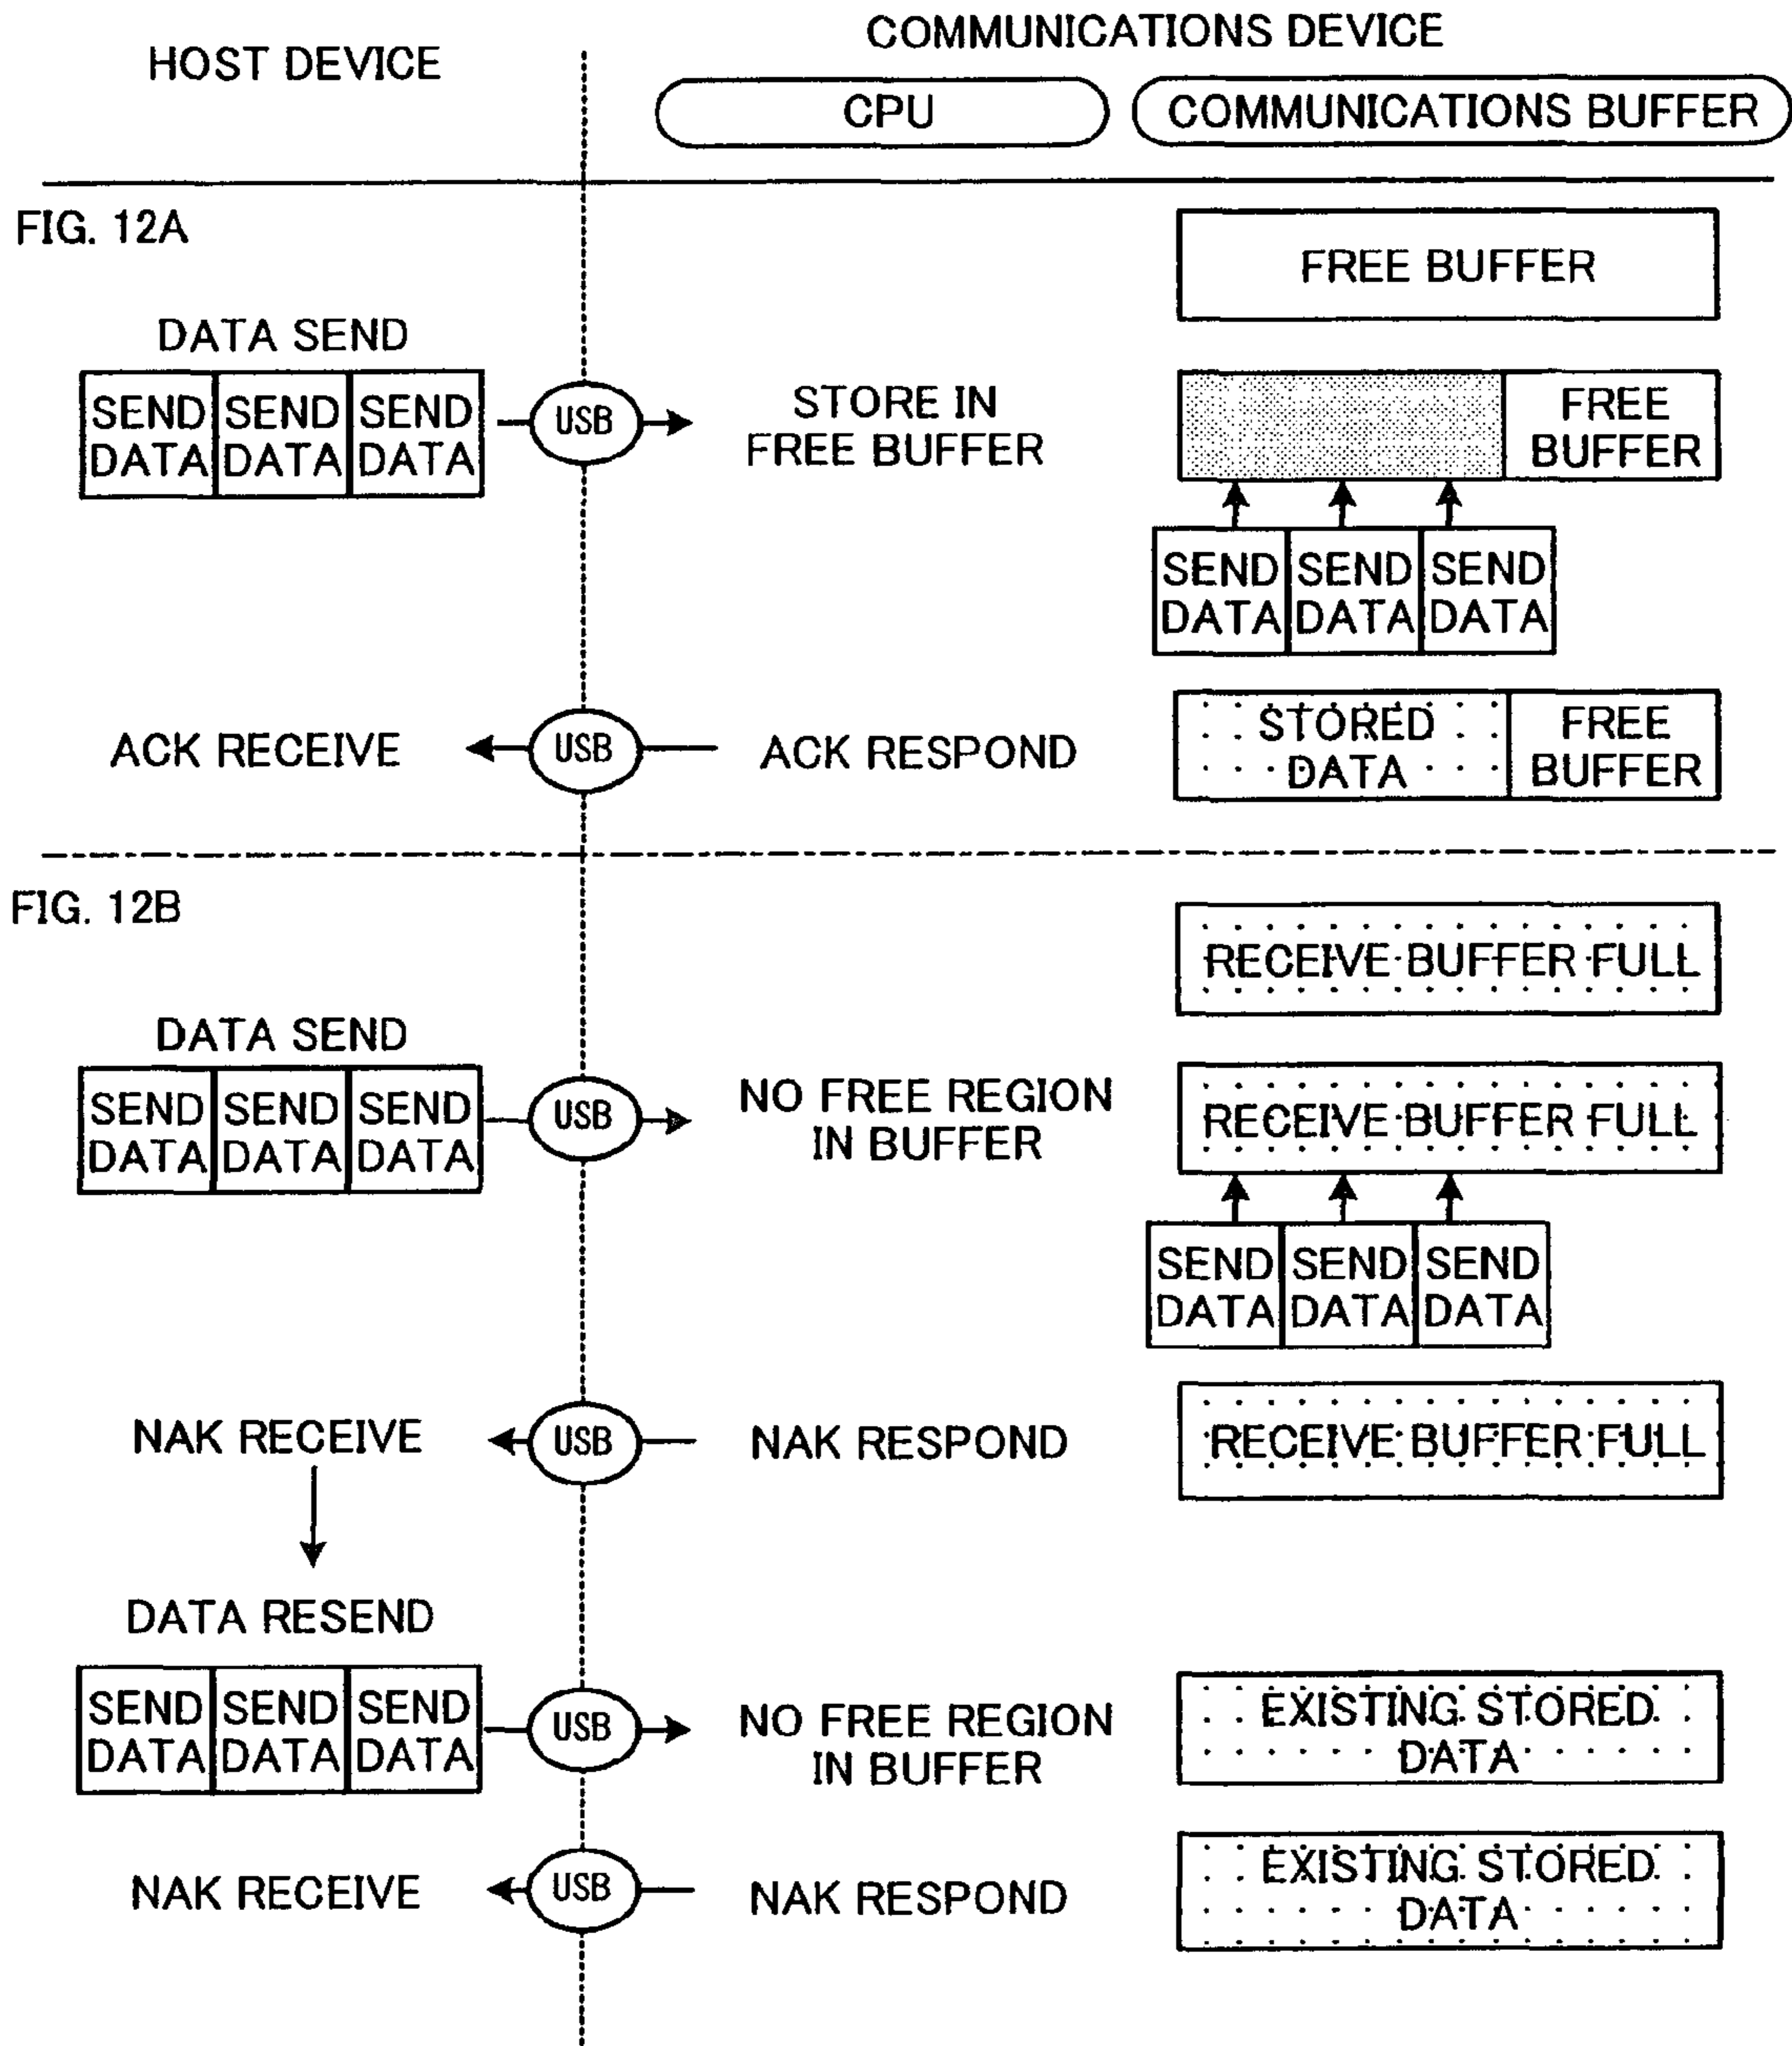 HOST DEVICE
COMMUNICATIONS DEVICE
CPU
COMMUNICATIONS BUFFER
FIG. 12A
FREE BUFFER
DATA SEND
SEND DATA
SEND DATA
SEND DATA
USB
STORE IN
FREE BUFFER
FREE
BUFFER
SEND DATA
SEND DATA
SEND DATA
ACK RECEIVE
USB
ACK RESPOND
STORED
DATA
FREE
BUFFER
FIG. 12B
RECEIVE BUFFER FULL
DATA SEND
SEND DATA
SEND DATA
SEND DATA
USB
NO FREE REGION
IN BUFFER
RECEIVE BUFFER FULL
SEND DATA
SEND DATA
SEND DATA
NAK RECEIVE
USB
NAK RESPOND
RECEIVE BUFFER FULL
DATA RESEND
SEND DATA
SEND DATA
SEND DATA
USB
NO FREE REGION
IN BUFFER
EXISTING STORED
DATA
NAK RECEIVE
USB
NAK RESPOND
EXISTING STORED
DATA